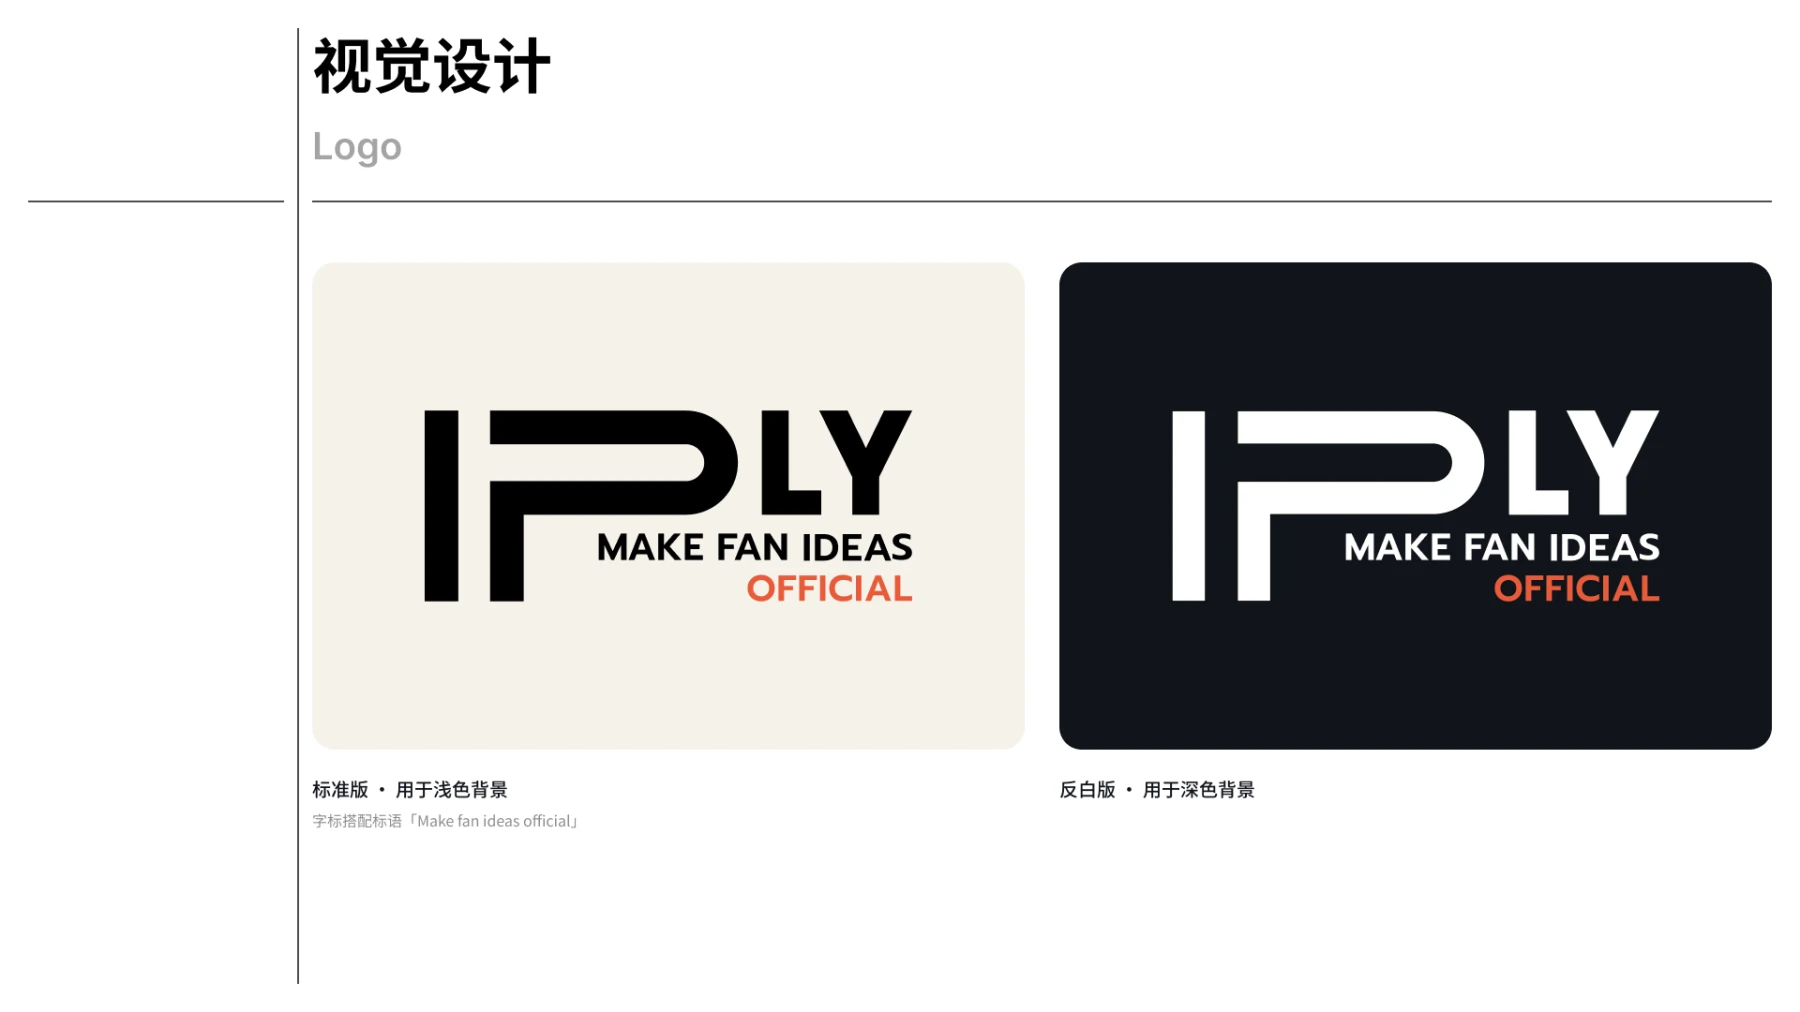 视觉设计
Logo
IPLY
MAKE FAN IDEAS
OFFICIAL
标准版 • 用于浅色背景
字标搭配标语「Make fan ideas official」
IPLY
MAKE FAN IDEAS
OFFICIAL
反白版 • 用于深色背景